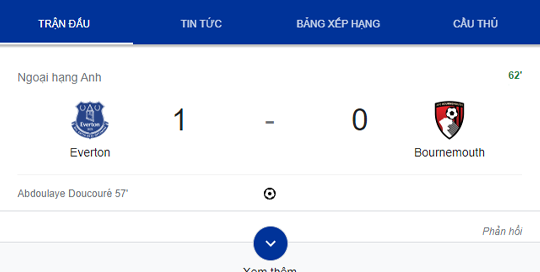 TRẬN ĐẤU TIN TỨC BẢNG XẾP HẠNG CẦU THỦ
Ngoại hạng Anh 62'
1 - 0
Everton
Everton Bournemouth
Abdoulaye Doucouré 57'
Phản hồi
Xem thêm